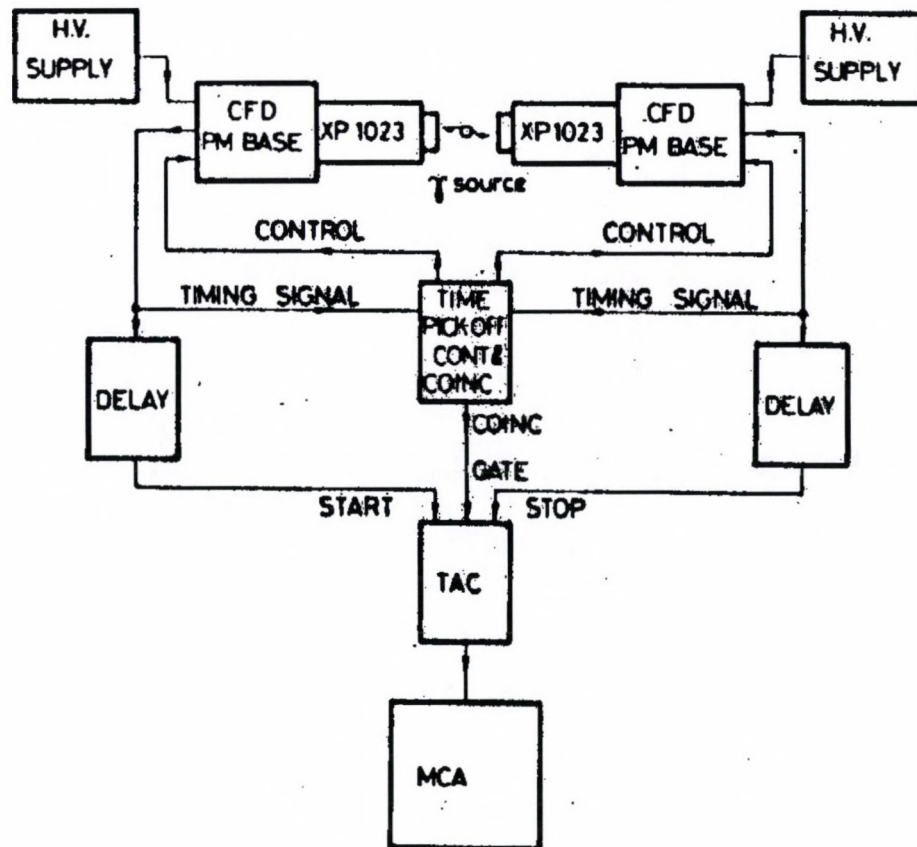 H.V.
SUPPLY
H.V.
SUPPLY
CFD
PM BASE
XP 1023
XP 1023
CFD
PM BASE
γ source
CONTROL
CONTROL
TIMING SIGNAL
TIME
PICK OFF
CONT &
COINC
TIMING SIGNAL
DELAY
DELAY
COINC
GATE
START
STOP
TAC
MCA